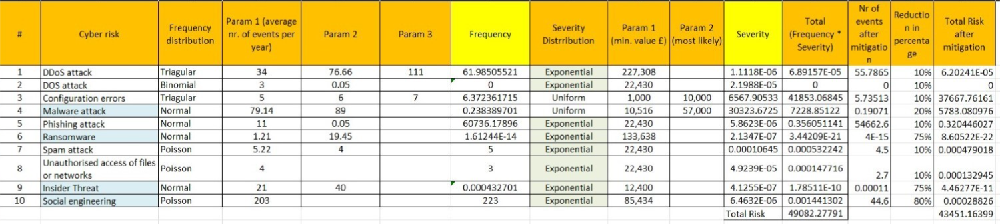 # Cyber risk Frequency distribution Param 1 (average nr. of events per year) Param 2 Param 3 Frequency Severity Distrribution Param 1 (min. value £) Param 2 (most likely) Severity Total (Frequency * Severity) Nr of events after mitigation Reduction in percentage Total Risk after mitigation
1 DDoS attack Triagular 34 76.66 111 61.98505521 Exponential 227,308 1.1118E-06 6.89157E-05 55.7865 10% 6.20241E-05
2 DOS attack Binomial 3 0.05 0 Exponential 22,430 2.1988E-05 0 0 10% 0
3 Configuration errors Triagular 5 6 7 6.372361715 Uniform 1,000 10,000 6567.90533 41853.06845 5.73513 10% 37667.76161
4 Malware attack Normal 79.14 89 0.238389701 Uniform 10,516 57,000 30323.6725 7228.85122 0.19071 20% 5783.080976
5 Phishing attack Normal 11 0.05 60736.17896 Exponential 22,430 5.8623E-06 0.356051141 54662.6 10% 0.320446027
6 Ransomware Normal 1.21 19.45 1.61244E-14 Exponential 133,638 2.1347E-07 3.44209E-21 4E-15 75% 8.60522E-22
7 Spam attack Poisson 5.22 4 5 Exponential 22,430 0.00010645 0.000532242 4.5 10% 0.000479018
8 Unauthorised access of files or networks Poisson 4 3 Exponential 22,430 4.9239E-05 0.000147716 2.7 10% 0.000132945
9 Insider Threat Normal 21 40 0.000432701 Exponential 12,400 4.1255E-07 1.78511E-10 0.00011 75% 4.46277E-11
10 Social engineering Poisson 203 223 Exponential 85,434 6.4632E-06 0.001441302 44.6 80% 0.00028826
Total Risk 49082.27791 43451.16399